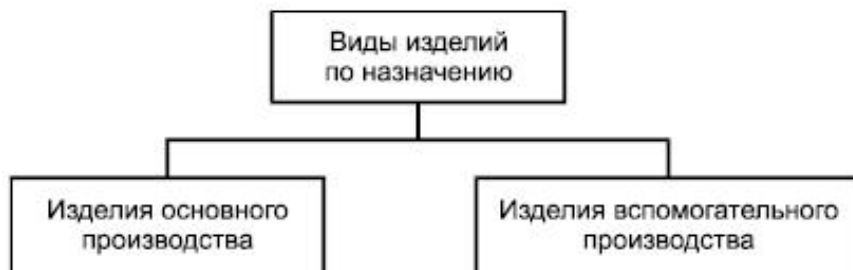 Виды изделий
по назначению
Изделия основного
производства
Изделия вспомогательного
производства